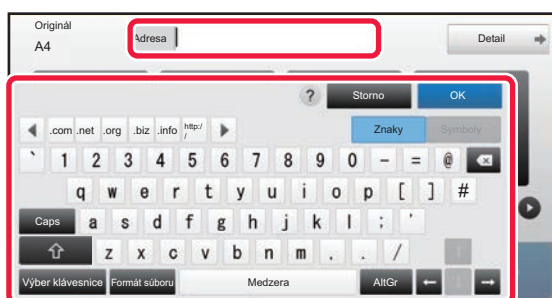 Originál
A4
Adresa
Detail
? Storno OK
.com .net .org .biz .info http:// Znaky Symboly
` 1 2 3 4 5 6 7 8 9 0 - = @
q w e r t y u i o p [ ] #
Caps a s d f g h j k l ; '
z x c v b n m . . /
Výber klávesnice Formát súboru Medzera AltGr